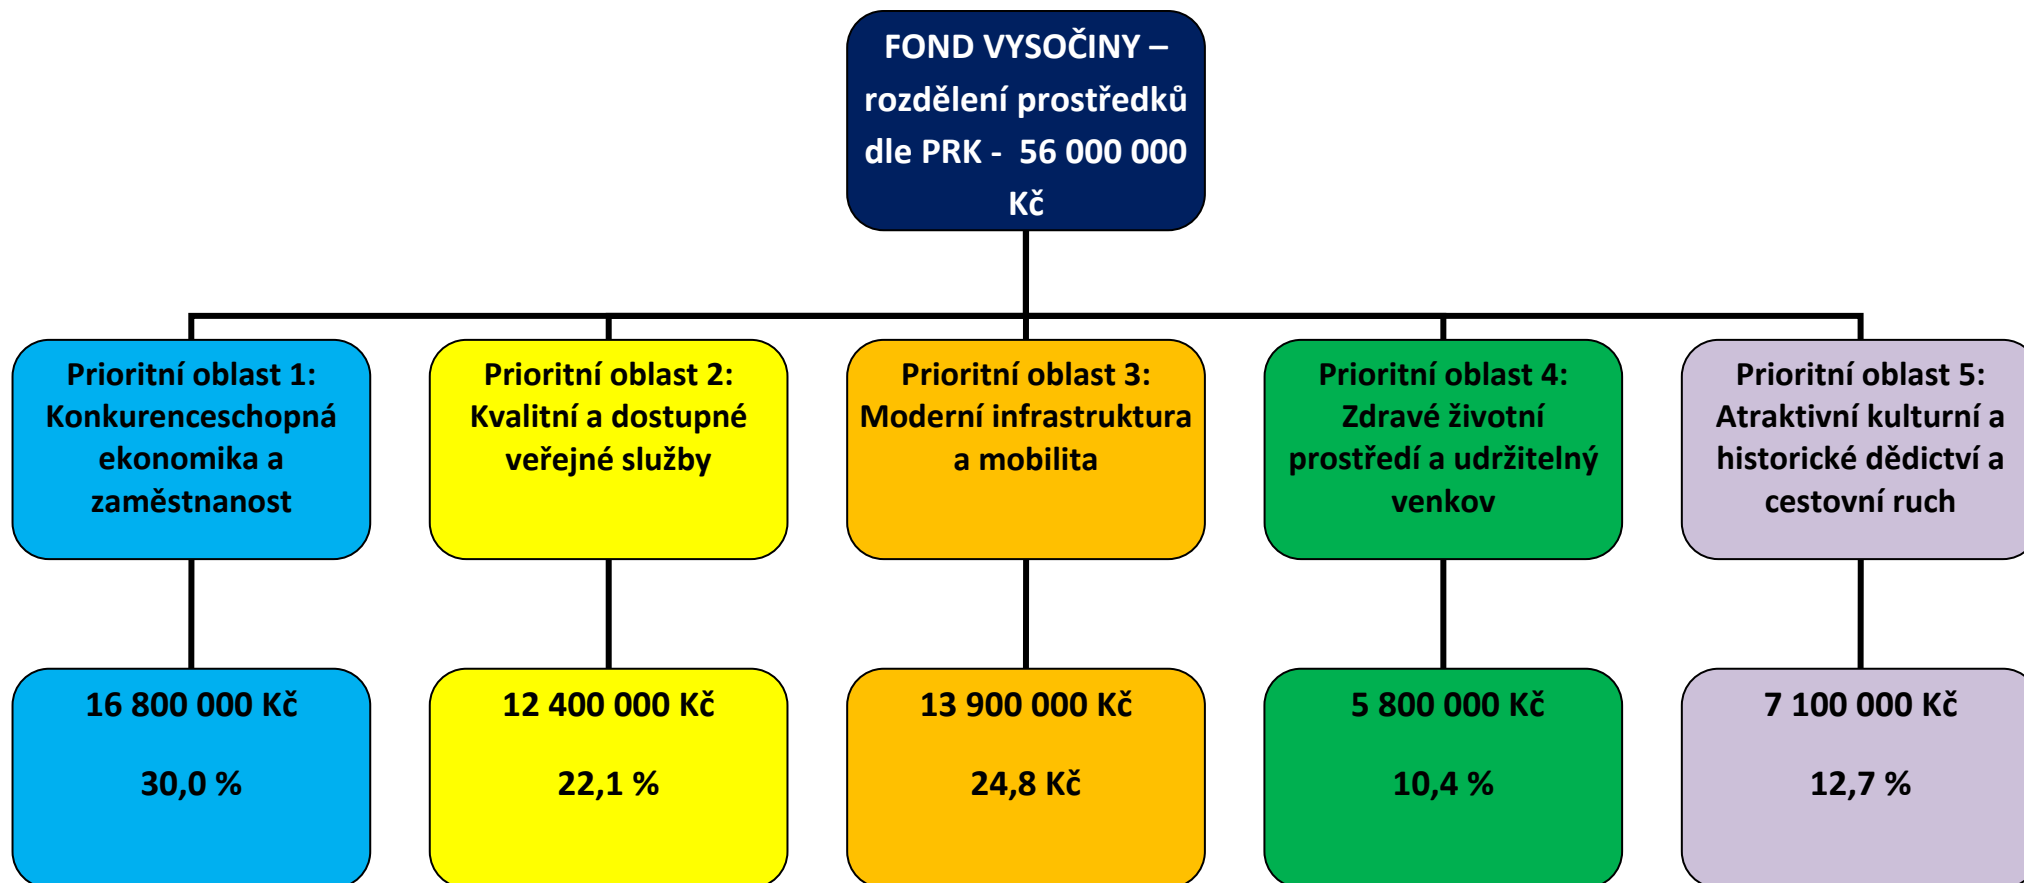 FOND VYSOČINY –
rozdělení prostředků
dle PRK -  56 000 000
Kč
Prioritní oblast 1:
Konkurenceschopná
ekonomika a
zaměstnanost
Prioritní oblast 2:
Kvalitní a dostupné
veřejné služby
Prioritní oblast 3:
Moderní infrastruktura
a mobilita
Prioritní oblast 4:
Zdravé životní
prostředí a udržitelný
venkov
Prioritní oblast 5:
Atraktivní kulturní a
historické dědictví a
cestovní ruch
16 800 000 Kč
30,0 %
12 400 000 Kč
22,1 %
13 900 000 Kč
24,8 Kč
5 800 000 Kč
10,4 %
7 100 000 Kč
12,7 %